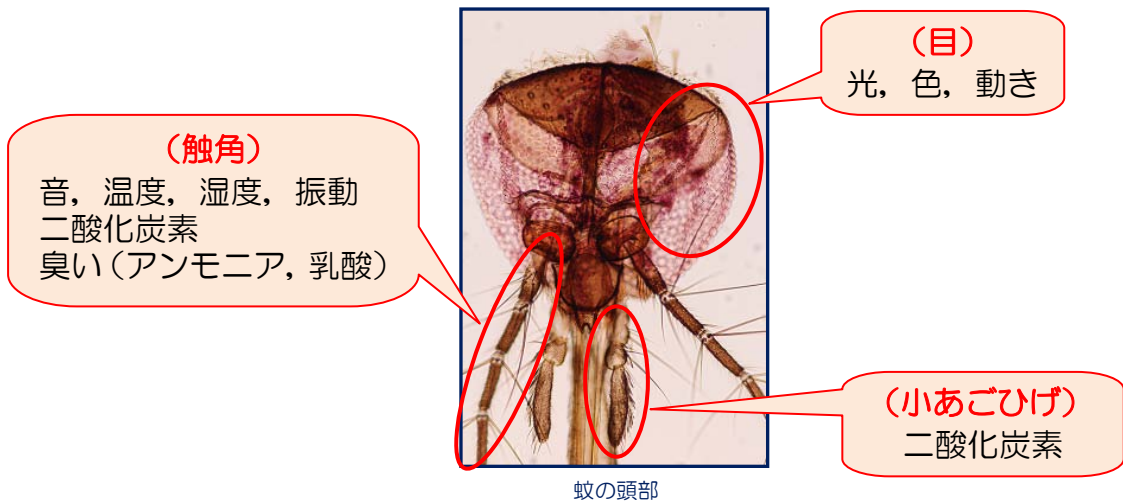 (目)
光, 色, 動き
(触角)
音, 温度, 湿度, 振動
二酸化炭素
臭い(アンモニア, 乳酸)
(小あごひげ)
二酸化炭素
蚊の頭部